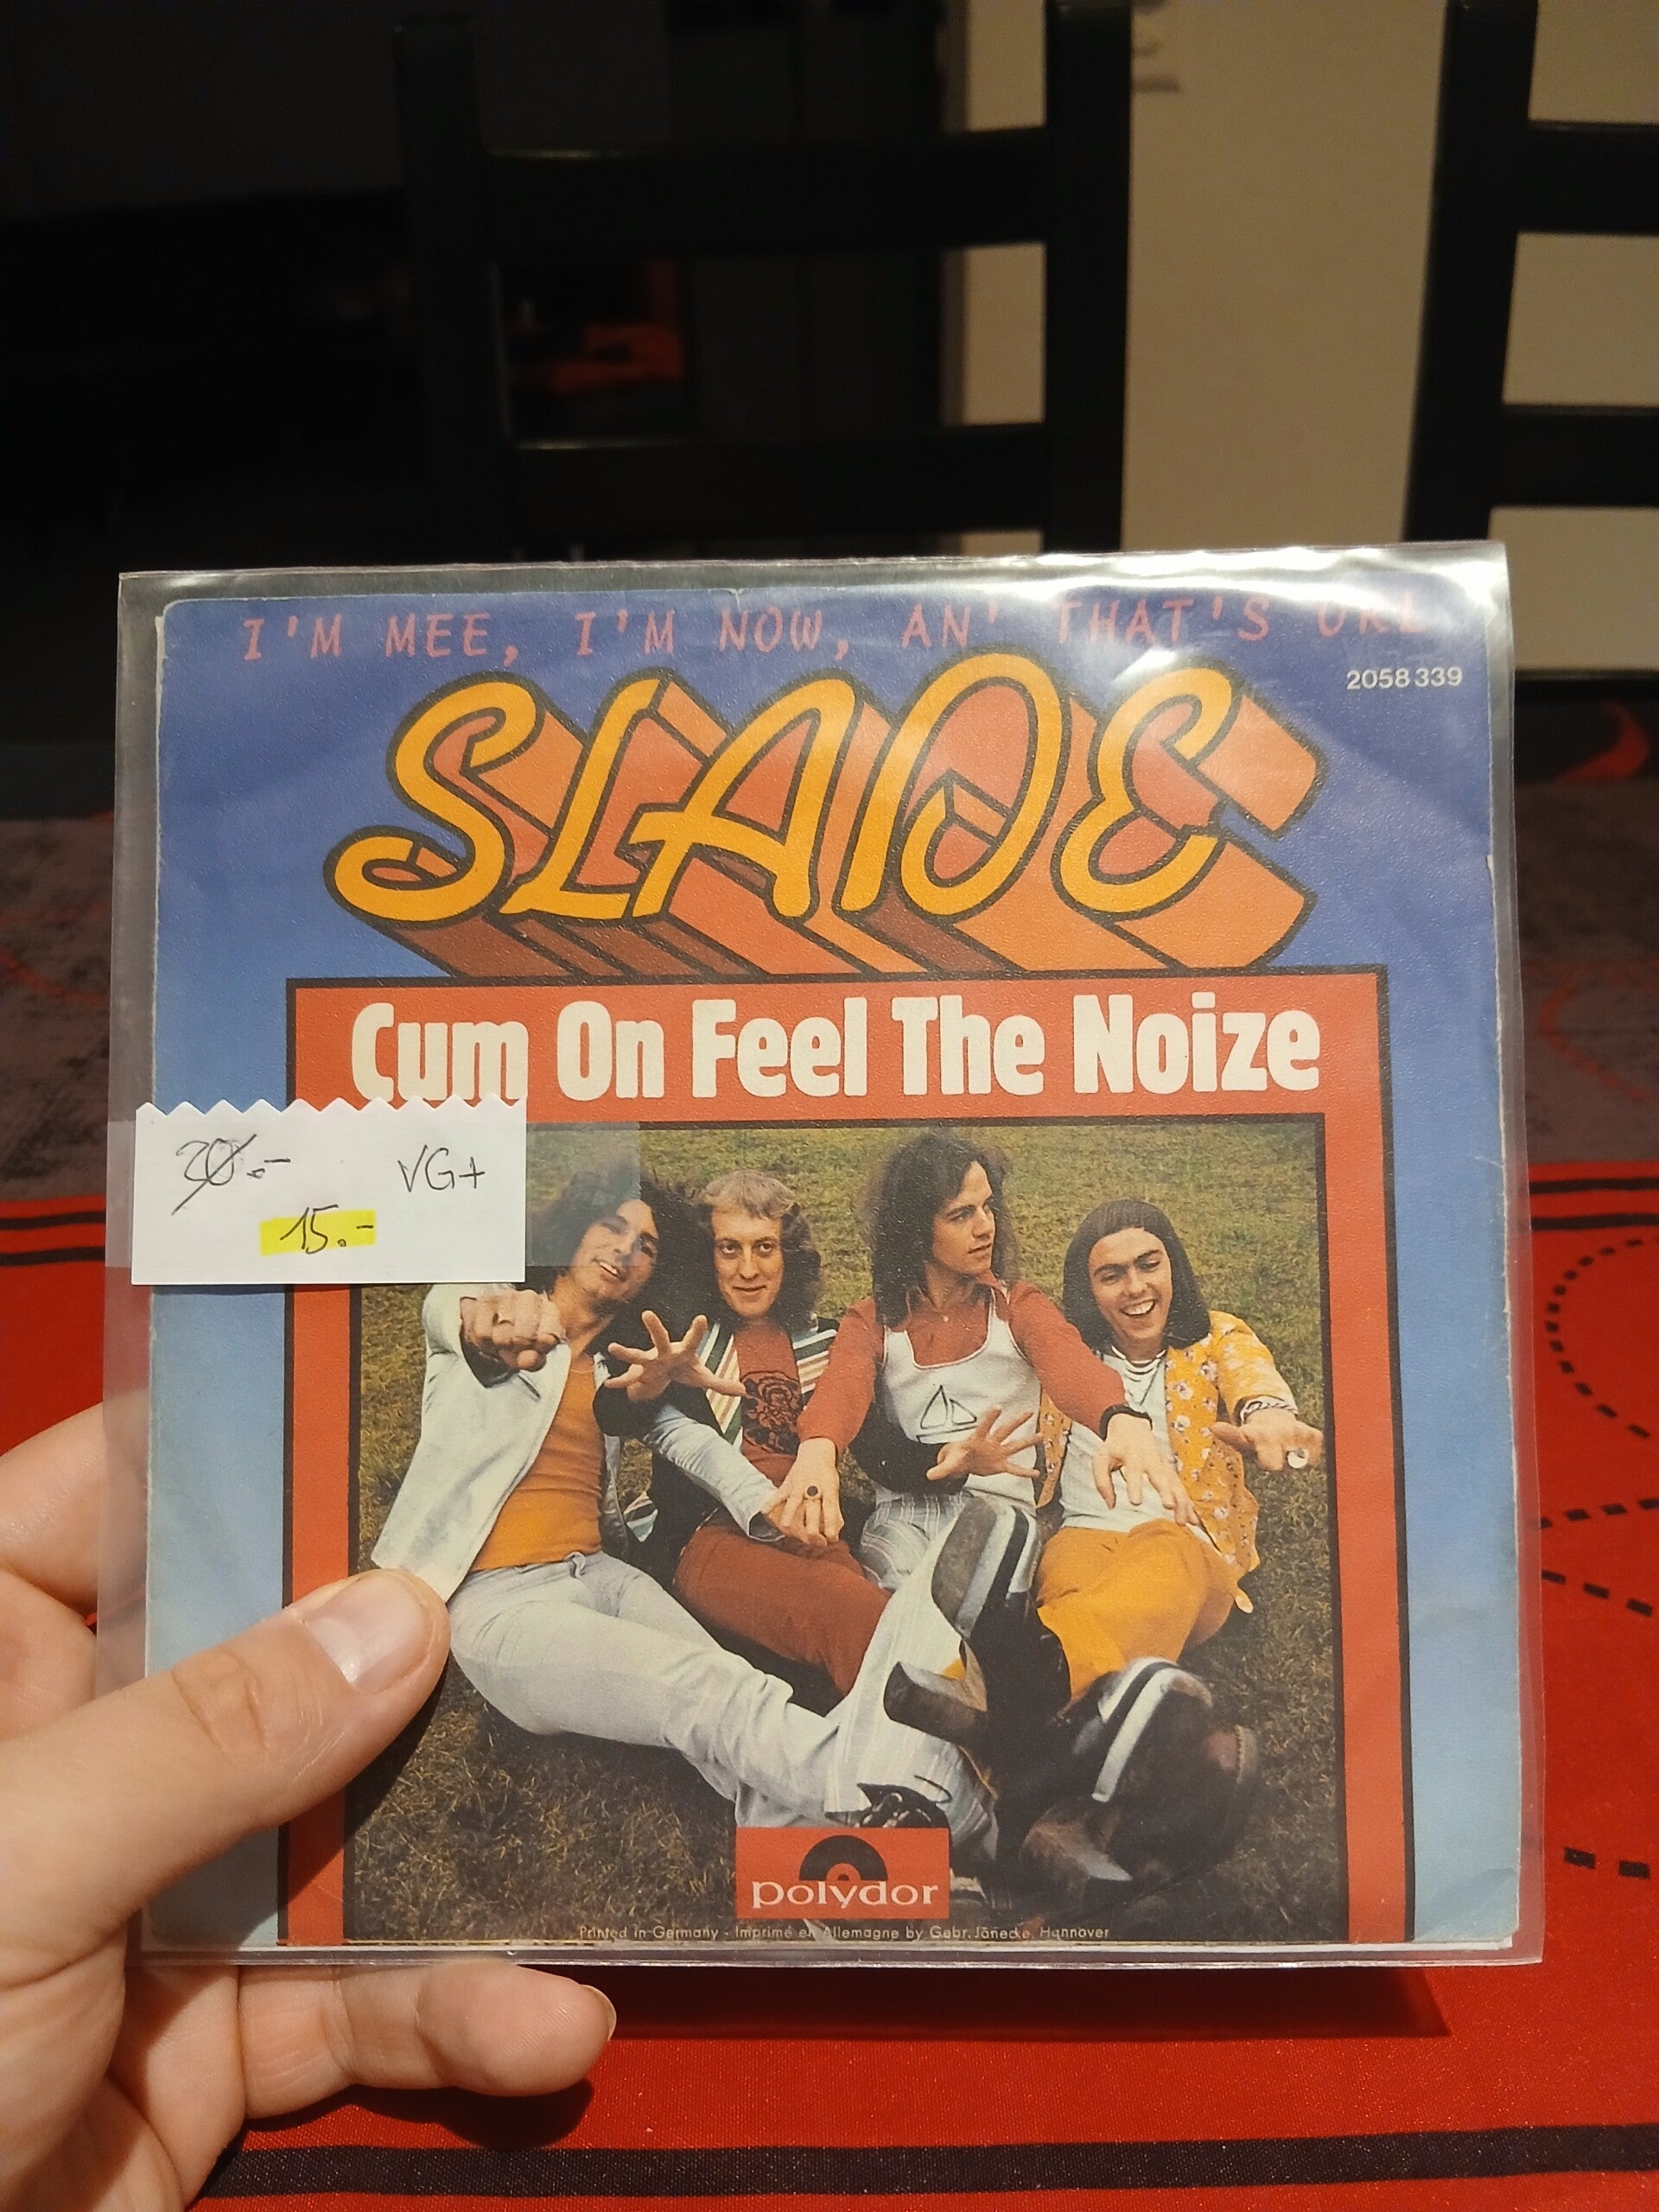 I'M MEE, I'M NOW, AN' THAT'S ORL
2058 339
SLADE
Cum On Feel The Noize
20.- VG+
15.-
polydor
Printed in Germany - Imprimé en Allemagne by Gebr. Jänecke, Hannover